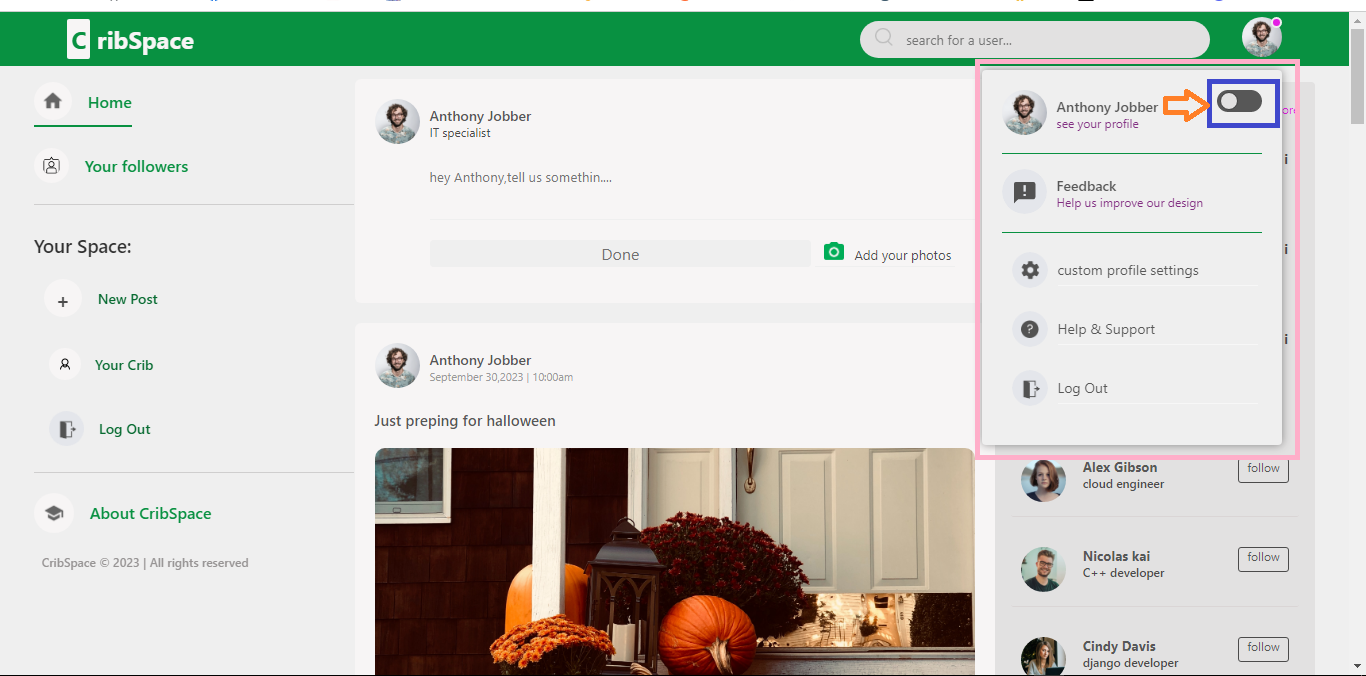 CribSpace
search for a user...
Home
Your followers
Your Space:
+ New Post
Your Crib
Log Out
About CribSpace
CribSpace © 2023 | All rights reserved
Anthony Jobber
IT specialist
hey Anthony,tell us somethin....
Done
Add your photos
Anthony Jobber
September 30,2023 | 10:00am
Just preping for halloween
Anthony Jobber
see your profile
Feedback
Help us improve our design
custom profile settings
Help & Support
Log Out
Alex Gibson
cloud engineer
follow
Nicolas kai
C++ developer
follow
Cindy Davis
django developer
follow